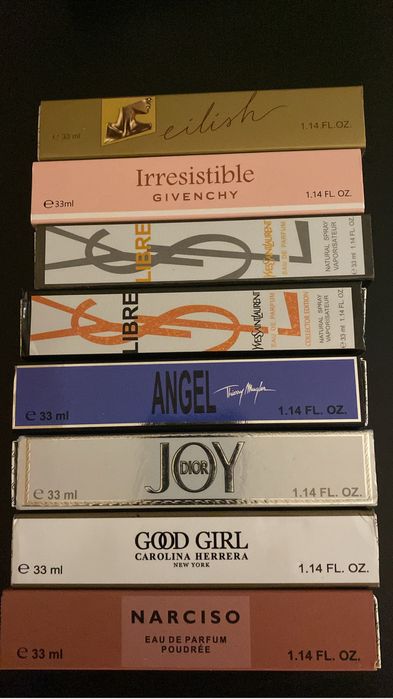 eilish
e 33 ml
1.14 FL.OZ.
Irresistible
GIVENCHY
e33ml
1.14 FL.OZ.
LIBRE
YVESSAINTLAURENT
EAU DE PARFUM
NATURAL SPRAY
VAPORISATEUR
e 33 ml 1.14 FL.OZ
LIBRE
YVESSAINTLAURENT
EAU DE PARFUM
COLLECTOR EDITION
NATURAL SPRAY
VAPORISATEUR
e 33 ml 1.14 FL.OZ
ANGEL
Thierry Mugler
e 33 ml
1.14 FL. OZ.
JOY
DIOR
e 33 ml
1.14 FL. OZ.
GOOD GIRL
CAROLINA HERRERA
NEW YORK
e 33 ml
1.14 FL. OZ.
NARCISO
EAU DE PARFUM
POUDRÉE
e 33 ml
1.14 FL. OZ.